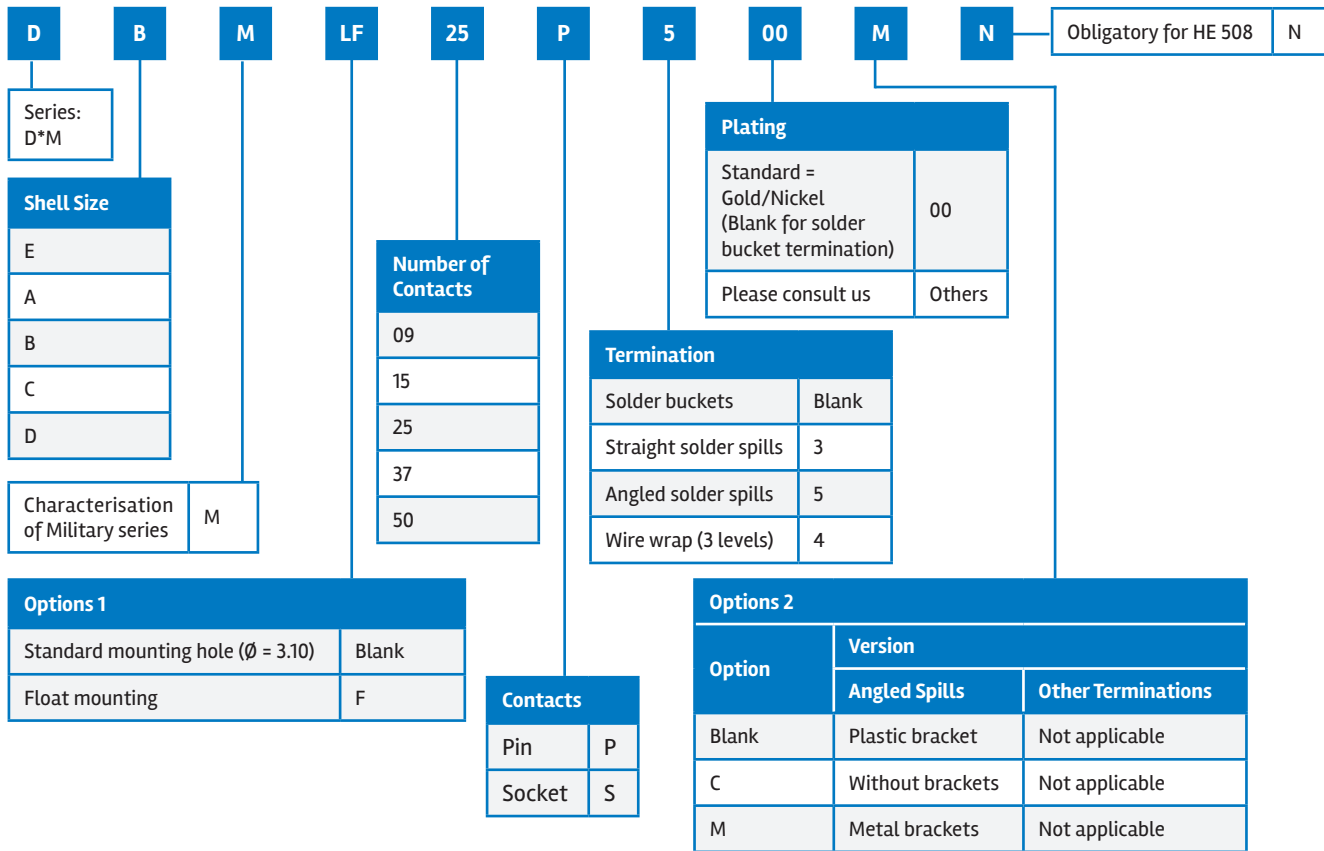 D B M LF 25 P 5 00 M N
Obligatory for HE 508 N
Series:
D*M
Shell Size
E
A
B
C
D
Characterisation
of Military series M
Options 1
Standard mounting hole (Ø = 3.10) Blank
Float mounting F
Number of
Contacts
09
15
25
37
50
Contacts
Pin P
Socket S
Termination
Solder buckets Blank
Straight solder spills 3
Angled solder spills 5
Wire wrap (3 levels) 4
Plating
Standard =
Gold/Nickel
(Blank for solder
bucket termination) 00
Please consult us Others
Options 2
Option Version
Angled Spills Other Terminations
Blank Plastic bracket Not applicable
C Without brackets Not applicable
M Metal brackets Not applicable